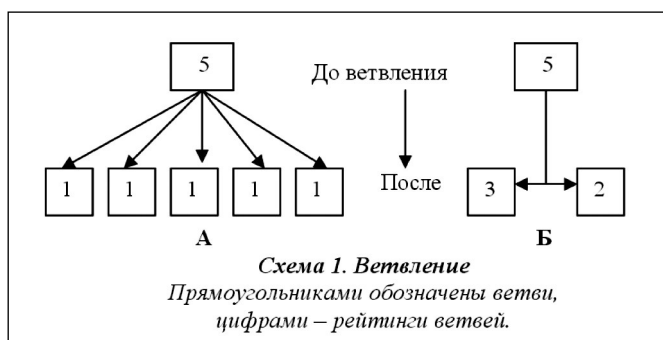 5
До ветвления
5
1 1 1 1 1
После
3 2
А
Б
Схема 1. Ветвление
Прямоугольниками обозначены ветви,
цифрами – рейтинги ветвей.